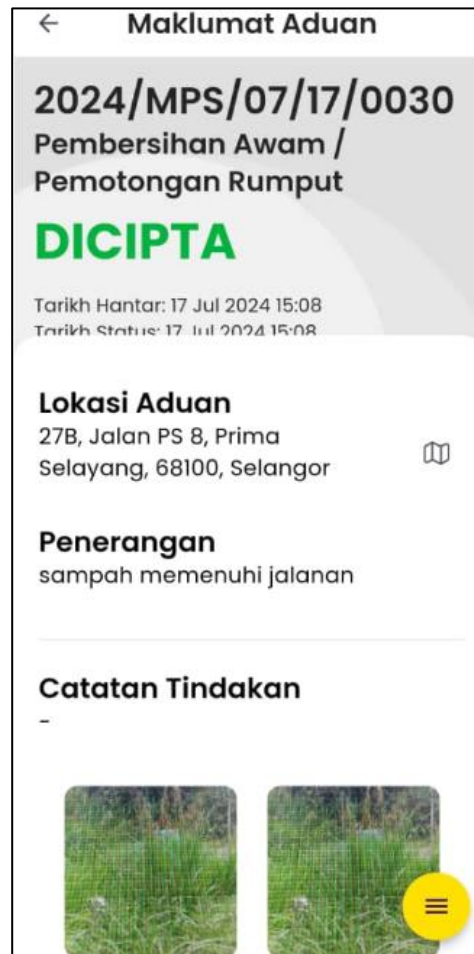 Maklumat Aduan
2024/MPS/07/17/0030
Pembersihan Awam /
Pemotongan Rumput
DICIPTA
Tarikh Hantar: 17 Jul 2024 15:08
Tarikh Status: 17 Jul 2024 15:08
Lokasi Aduan
27B, Jalan PS 8, Prima
Selayang, 68100, Selangor
Penerangan
sampah memenuhi jalanan
Catatan Tindakan
-